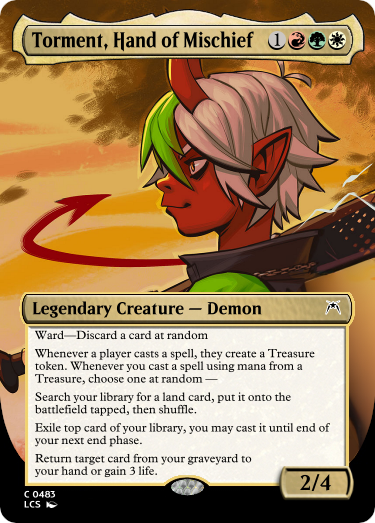 Torment, Hand of Mischief 1
Legendary Creature — Demon
Ward—Discard a card at random
Whenever a player casts a spell, they create a Treasure
token. Whenever you cast a spell using mana from a
Treasure, choose one at random —
Search your library for a land card, put it onto the
battlefield tapped, then shuffle.
Exile top card of your library, you may cast it until end of
your next end phase.
Return target card from your graveyard to
your hand or gain 3 life.
2/4
C 0483
LCS